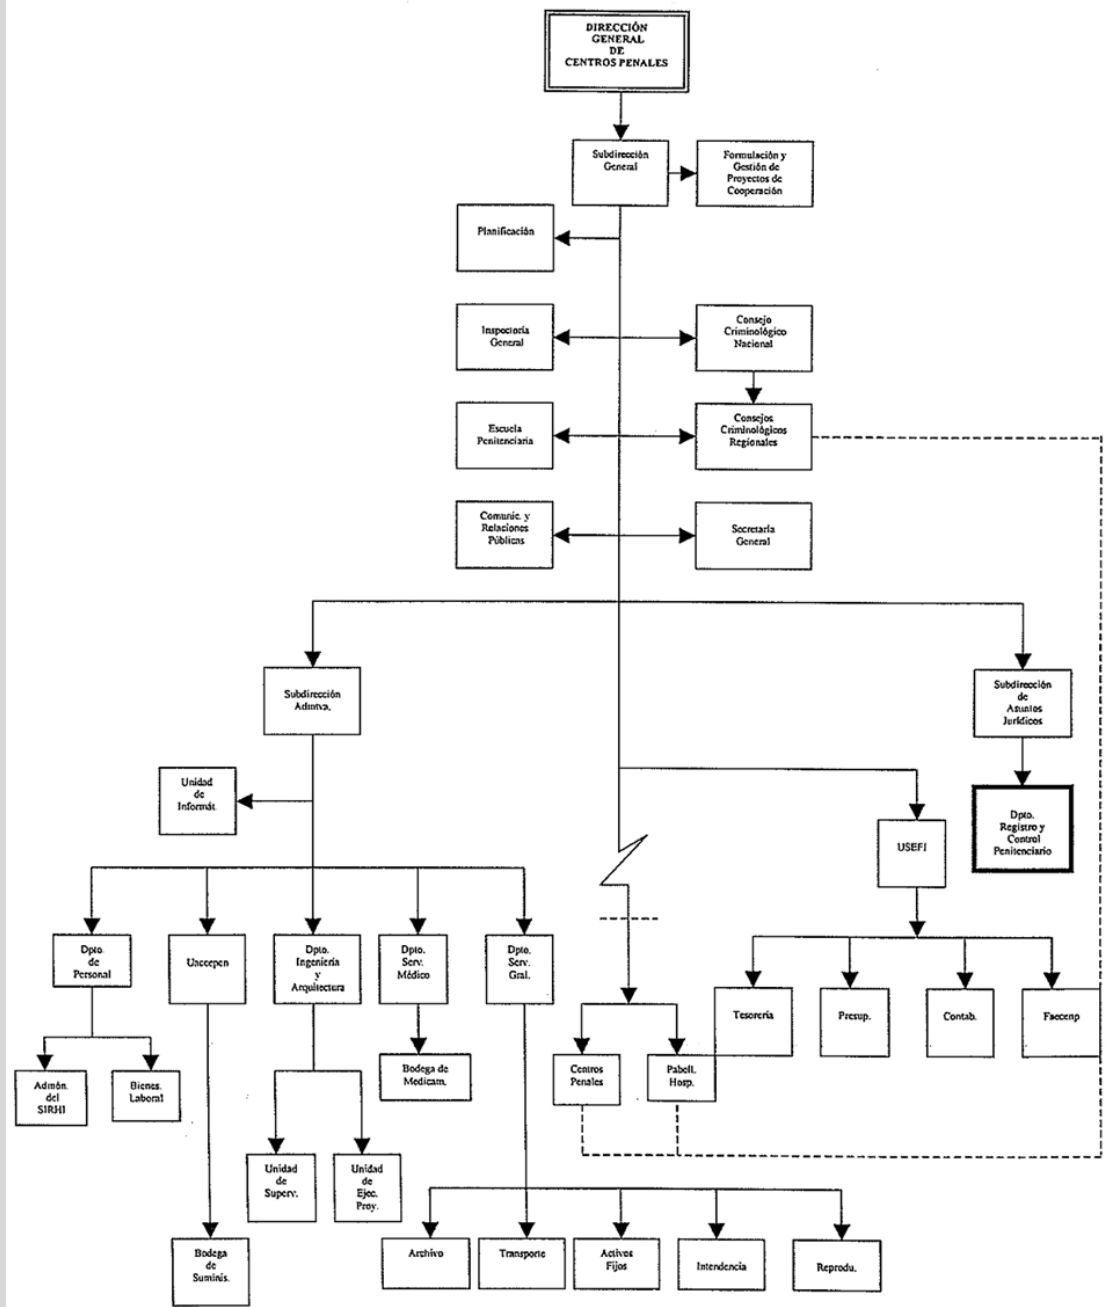 DIRECCIÓN
GENERAL
DE
CENTROS PENALES
Subdirección
General
Formulación y
Gestión de
Proyectos de
Cooperación
Planificación
Inspectoría
General
Consejo
Criminológico
Nacional
Escuela
Penitenciaria
Consejos
Criminológicos
Regionales
Comunic. y
Relaciones
Públicas
Secretaría
General
Subdirección
Admtva.
Subdirección
de
Asuntos
Jurídicos
Unidad
de
Informát.
Dpto.
Registro y
Control
Penitenciario
USEFI
Dpto.
de
Personal
Uaccepen
Dpto.
Ingeniería
y
Arquitectura
Dpto.
Serv.
Médico
Dpto.
Serv.
Gral.
Tesorería
Presup.
Contab.
Faecenp
Admón.
del
SIRHI
Bienes.
Laboral
Bodega de
Medicam.
Centros
Penales
Pabell.
Hosp.
Unidad
de
Superv.
Unidad
de
Ejec.
Proy.
Bodega
de
Suminis.
Archivo
Transporte
Activos
Fijos
Intendencia
Reprodu.